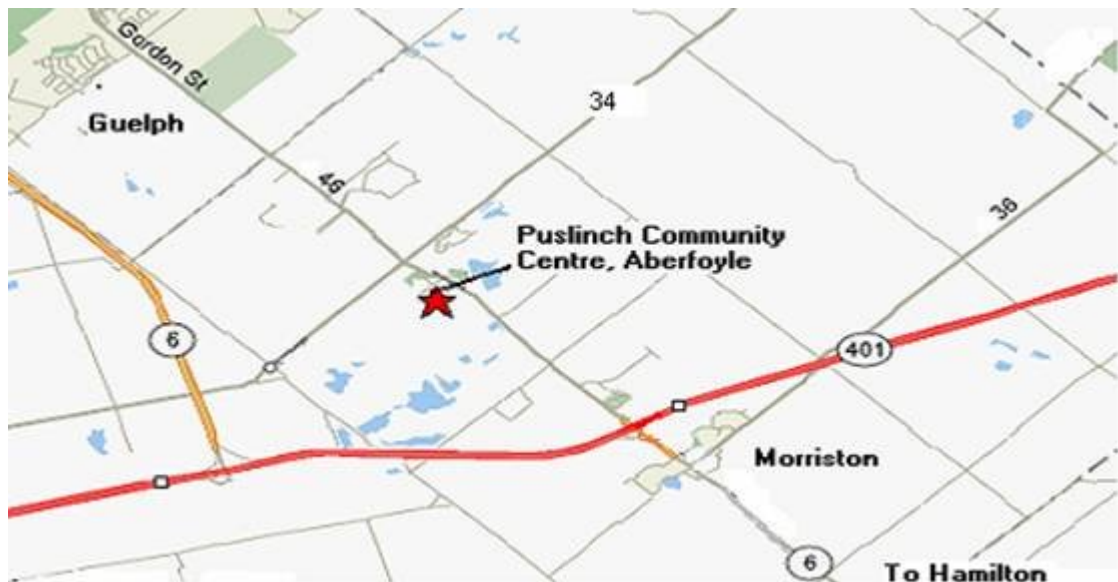 Gordon St
34
Guelph
46
36
Puslinch Community
Centre, Aberfoyle
6
401
Morriston
6
To Hamilton